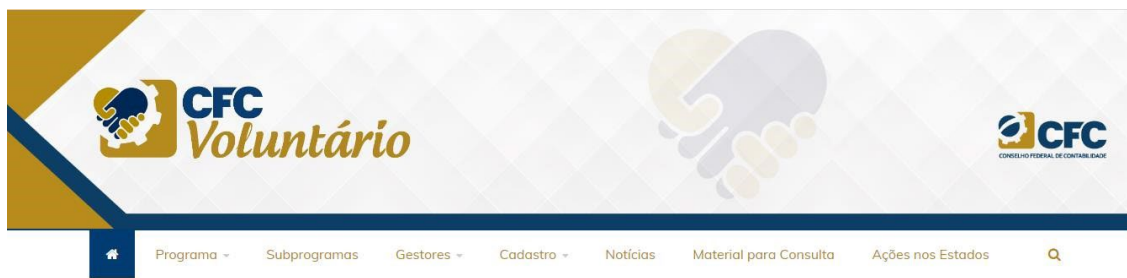 CFC
Voluntário
CFC
CONSELHO FEDERAL DE CONTABILIDADE
Programa
Subprogramas
Gestores
Cadastro
Notícias
Material para Consulta
Ações nos Estados